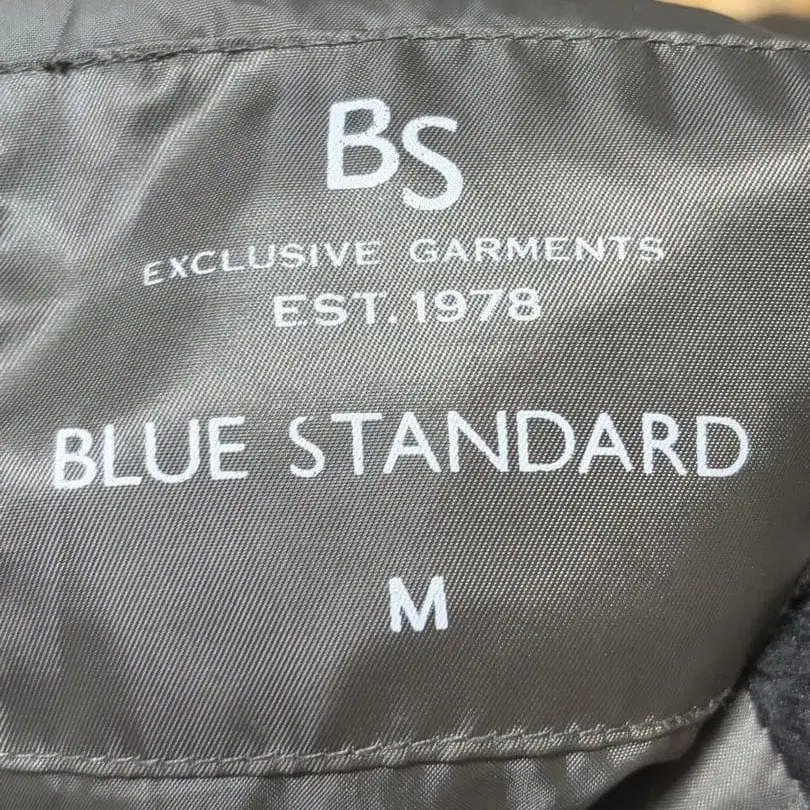 BS
EXCLUSIVE GARMENTS
EST. 1978
BLUE STANDARD
M